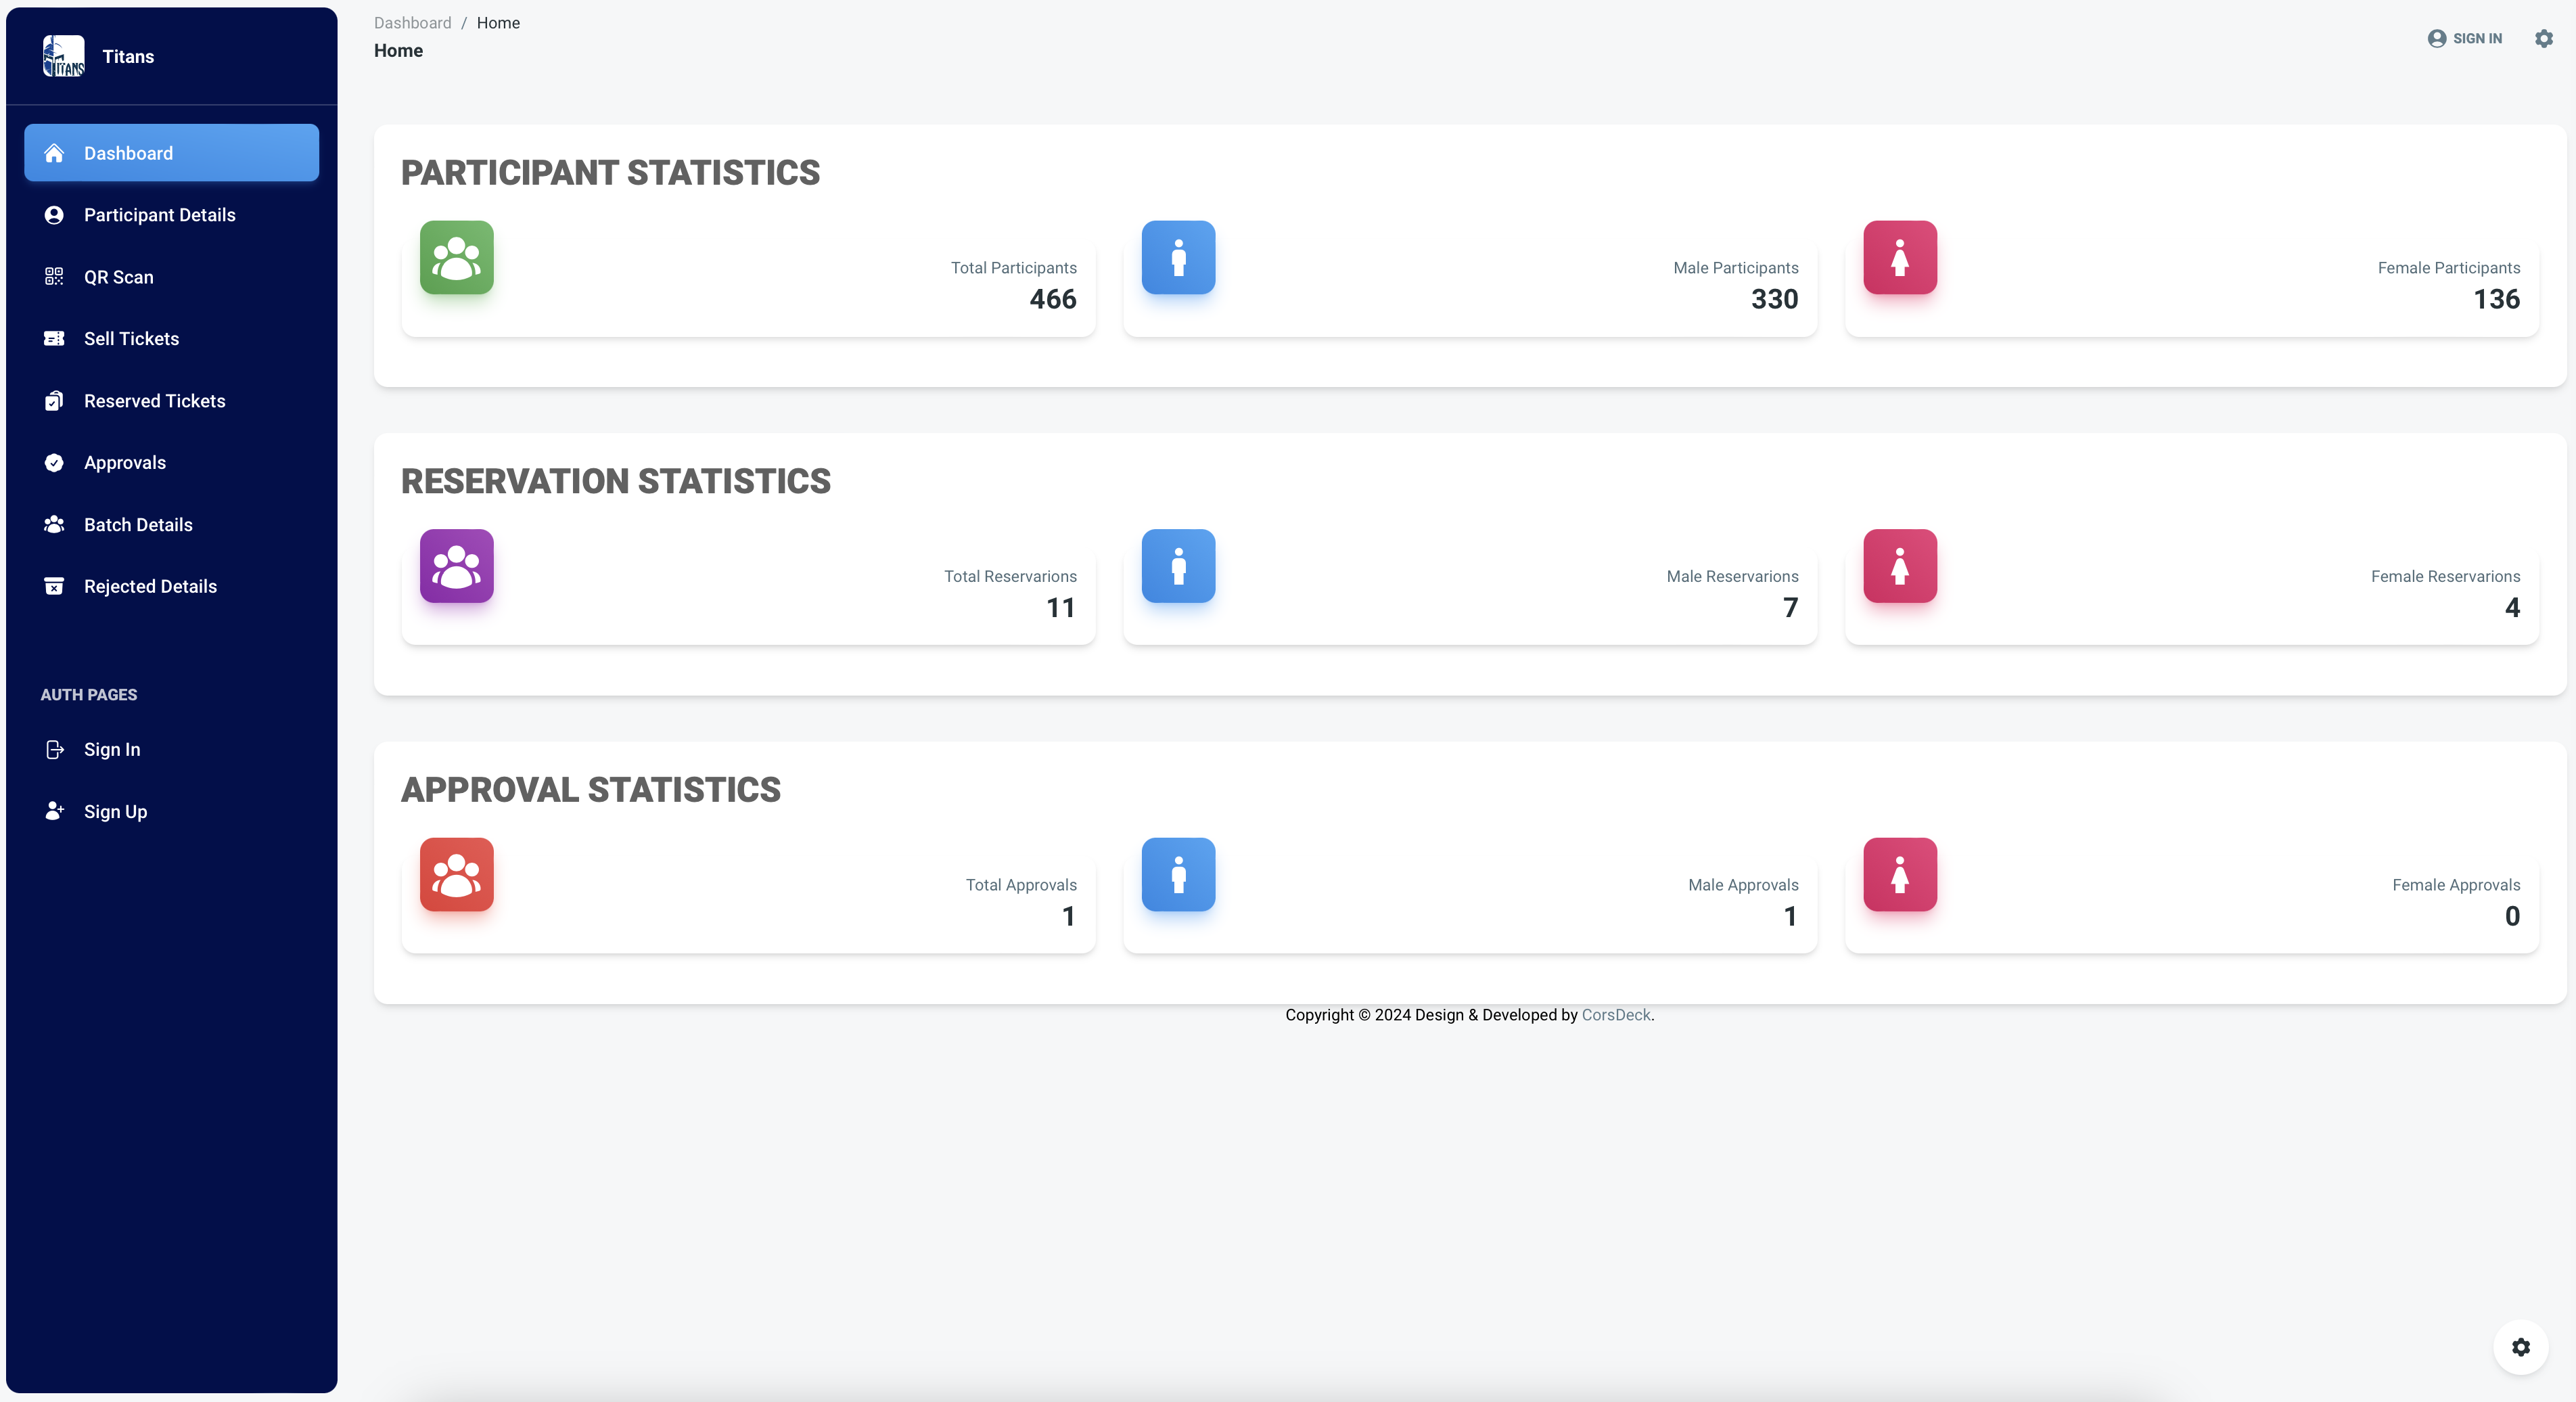 TITANS
Titans
Dashboard
Participant Details
QR Scan
Sell Tickets
Reserved Tickets
Approvals
Batch Details
Rejected Details
AUTH PAGES
Sign In
Sign Up
Dashboard / Home
Home
SIGN IN
PARTICIPANT STATISTICS
Total Participants
466
Male Participants
330
Female Participants
136
RESERVATION STATISTICS
Total Reservarions
11
Male Reservarions
7
Female Reservarions
4
APPROVAL STATISTICS
Total Approvals
1
Male Approvals
1
Female Approvals
0
Copyright © 2024 Design & Developed by CorsDeck.